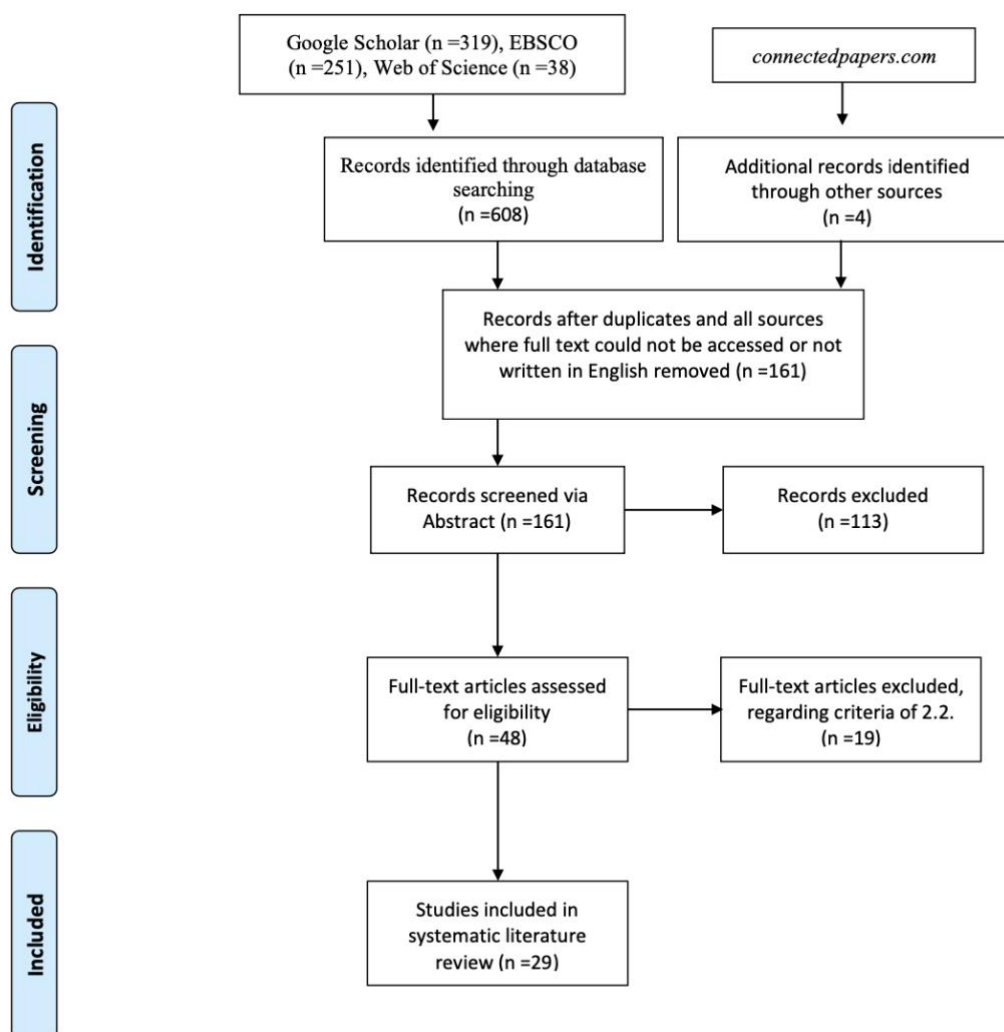 Google Scholar (n =319), EBSCO
(n =251), Web of Science (n =38)
connectedpapers.com
Identification
Records identified through database
searching
(n =608)
Additional records identified
through other sources
(n =4)
Records after duplicates and all sources
where full text could not be accessed or not
written in English removed (n =161)
Screening
Records screened via
Abstract (n =161)
Records excluded
(n =113)
Eligibility
Full-text articles assessed
for eligibility
(n =48)
Full-text articles excluded,
regarding criteria of 2.2.
(n =19)
Included
Studies included in
systematic literature
review (n =29)